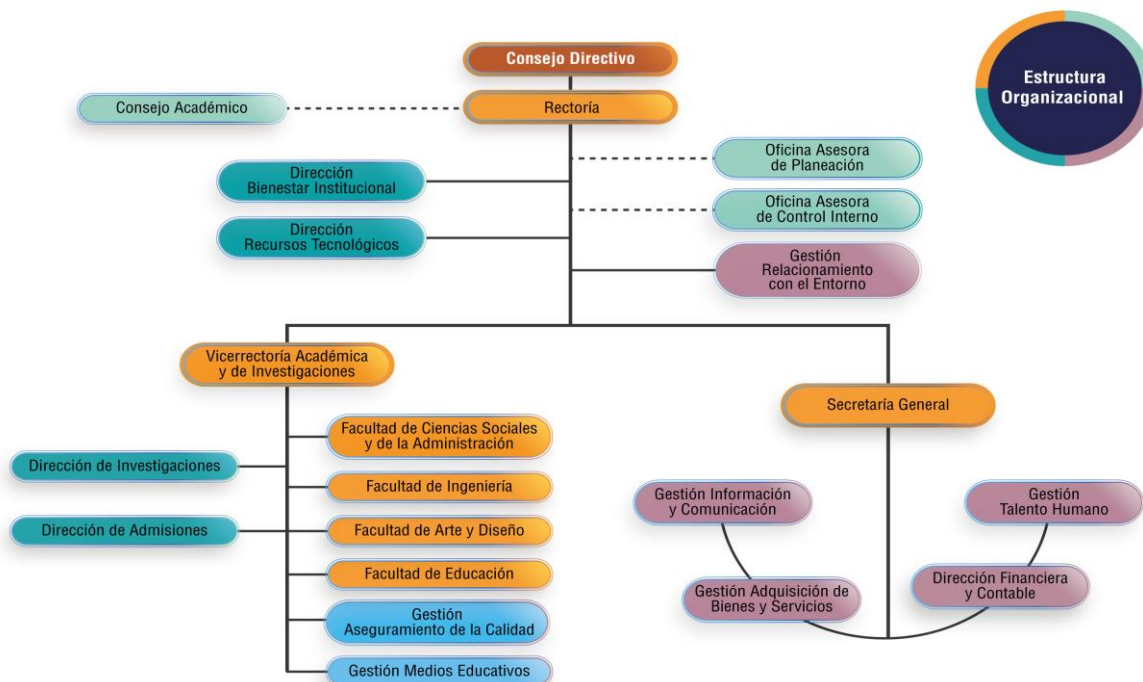 Consejo Directivo
Estructura
Organizacional
Consejo Académico
Rectoría
Oficina Asesora
de Planeación
Dirección
Bienestar Institucional
Oficina Asesora
de Control Interno
Dirección
Recursos Tecnológicos
Gestión
Relacionamiento
con el Entorno
Vicerrectoría Académica
y de Investigaciones
Secretaría General
Facultad de Ciencias Sociales
y de la Administración
Dirección de Investigaciones
Facultad de Ingeniería
Dirección de Admisiones
Facultad de Arte y Diseño
Facultad de Educación
Gestión
Aseguramiento de la Calidad
Gestión Medios Educativos
Gestión Información
y Comunicación
Gestión
Talento Humano
Gestión Adquisición de
Bienes y Servicios
Dirección Financiera
y Contable